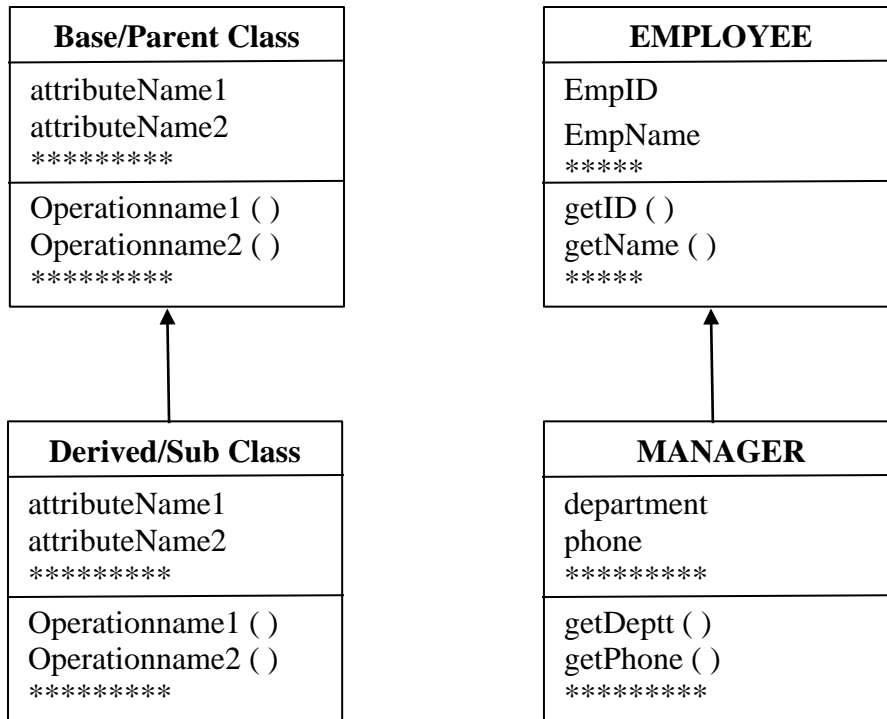 Base/Parent Class
attributeName1
attributeName2
*********
Operationname1 ( )
Operationname2 ( )
*********
EMPLOYEE
EmpID
EmpName
*****
getID ( )
getName ( )
*****
Derived/Sub Class
attributeName1
attributeName2
*********
Operationname1 ( )
Operationname2 ( )
*********
MANAGER
department
phone
*********
getDeptt ( )
getPhone ( )
*********